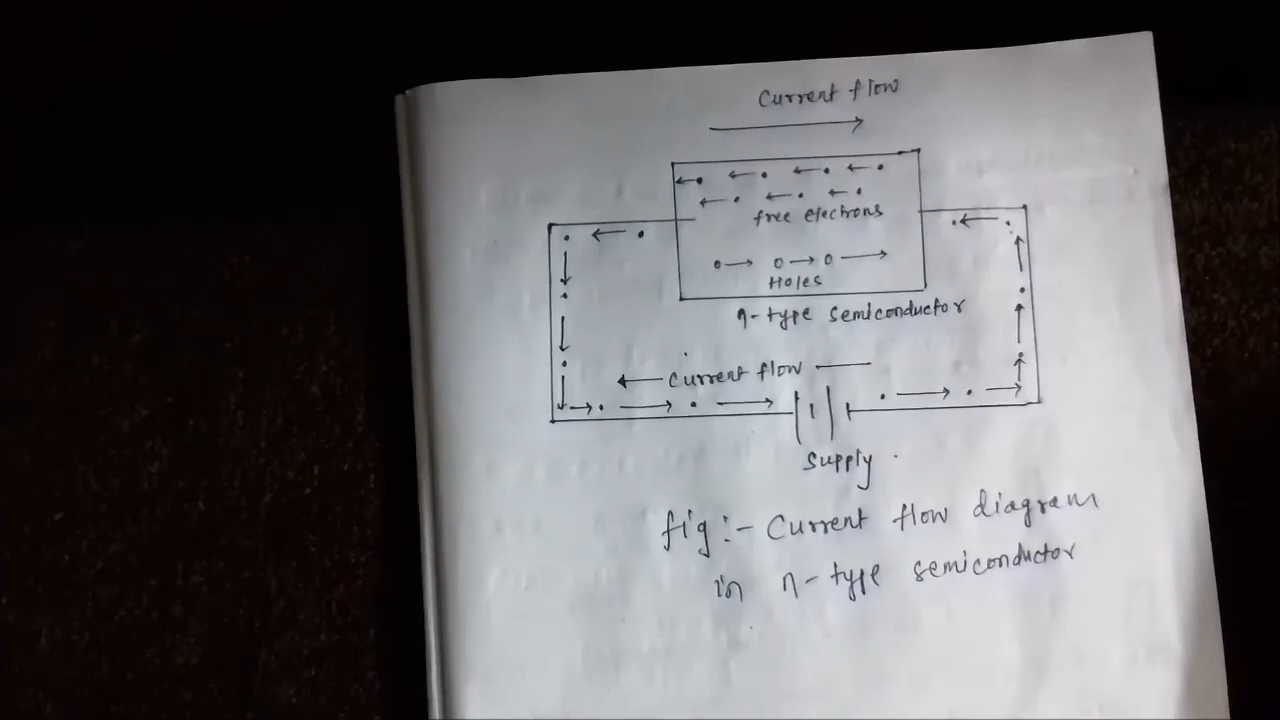 Current flow
free electrons
Holes
n-type semiconductor
Current flow
Supply
fig :- Current flow diagram
in n-type semiconductor